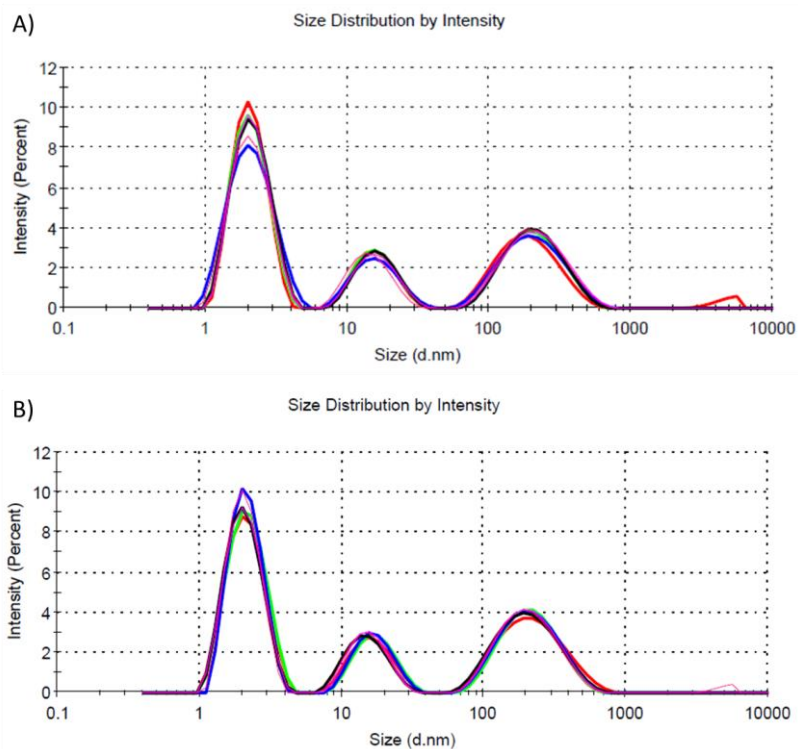 A)
Size Distribution by Intensity
Intensity (Percent)
12
10
8
6
4
2
0
0.1 1 10 100 1000 10000
Size (d.nm)
B)
Size Distribution by Intensity
Intensity (Percent)
12
10
8
6
4
2
0
0.1 1 10 100 1000 10000
Size (d.nm)